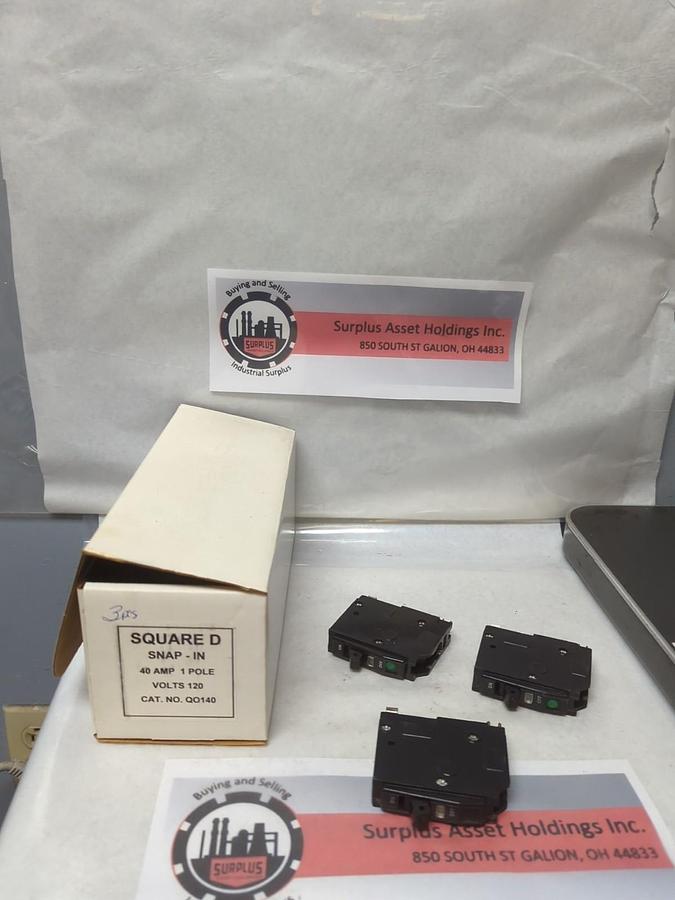 Buying and Selling
SURPLUS
Industrial Surplus
Surplus Asset Holdings Inc.
850 SOUTH ST GALION, OH 44833
3pcs
SQUARE D
SNAP - IN
40 AMP 1 POLE
VOLTS 120
CAT. NO. QO140
Buying and Selling
SURPLUS
Surplus Asset Holdings Inc.
850 SOUTH ST GALION, OH 44833